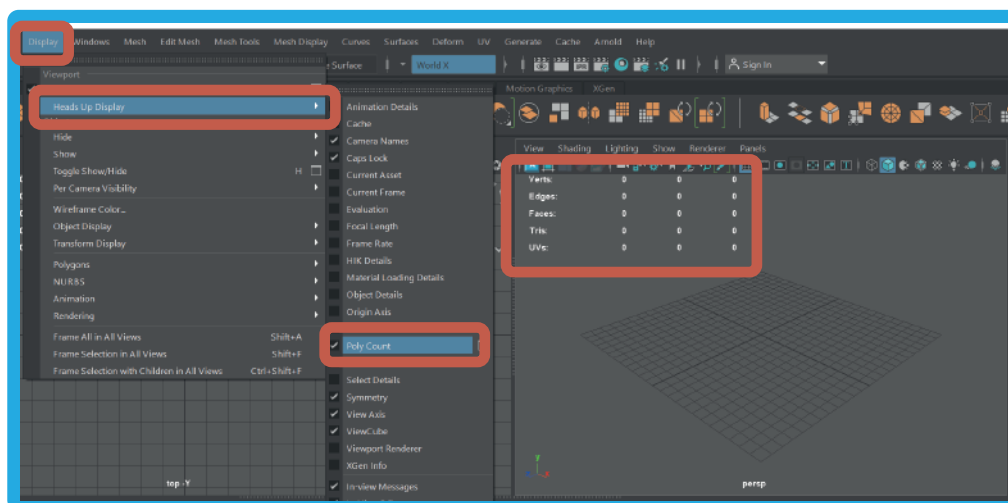 Display Windows Mesh Edit Mesh Mesh Tools Mesh Display Curves Surfaces Deform UV Generate Cache Arnold Help
Surface World X Sign In
Viewport
Motion Graphics XGen
Heads Up Display
Hide
Show
Toggle Show/Hide H
Per Camera Visibility
Wireframe Color...
Object Display
Transform Display
Polygons
NURBS
Animation
Rendering
Frame All in All Views Shift+A
Frame Selection in All Views Shift+F
Frame Selection with Children in All Views Ctrl+Shift+F
Animation Details
Cache
Camera Names
Caps Lock
Current Asset
Current Frame
Evaluation
Focal Length
Frame Rate
HIK Details
Material Loading Details
Object Details
Origin Axis
Poly Count
Select Details
Symmetry
View Axis
ViewCube
Viewport Renderer
XGen Info
In-view Messages
View Shading Lighting Show Renderer Panels
Verts: 0 0 0
Edges: 0 0 0
Faces: 0 0 0
Tris: 0 0 0
UVs: 0 0 0
top -Y
y
persp